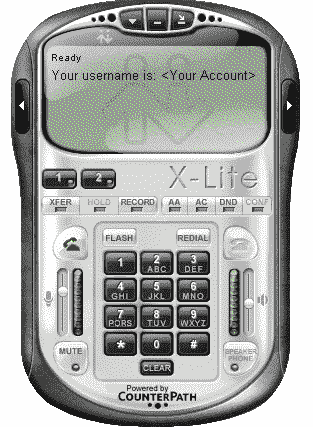 Ready
Your username is: <Your Account>
1 2
X-Lite
XFER HOLD RECORD AA AC DND CONF
FLASH REDIAL
1 2 ABC 3 DEF
4 GHI 5 JKL 6 MNO
7 PQRS 8 TUV 9 WXYZ
* 0 #
MUTE CLEAR SPEAKER PHONE
Powered by
COUNTERPATH